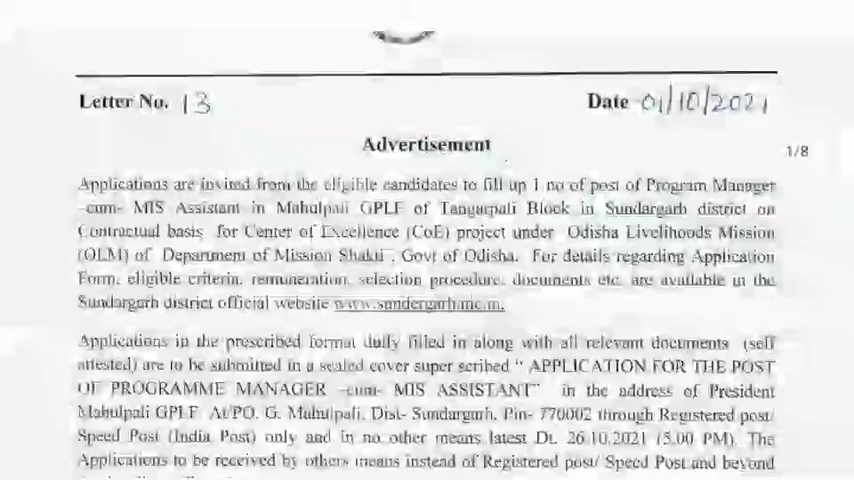 Letter No. 13
Date 01/10/2021
Advertisement
1/8
Applications are invited from the eligible candidates to fill up 1 no of post of Program Manager
-cum- MIS Assistant in Mahulpali GPLF of Tangarpali Block in Sundargarh district on
Contractual basis for Center of Excellence (CoE) project under Odisha Livelihoods Mission
(OLM) of Department of Mission Shakti , Govt of Odisha. For details regarding Application
Form, eligible criteria, remuneration, selection procedure, documents etc. are available in the
Sundargarh district official website www.sundergarh.nic.in.
Applications in the prescribed format dully filled in along with all relevant documents (self
attested) are to be submitted in a sealed cover super scribed " APPLICATION FOR THE POST
OF PROGRAMME MANAGER -cum- MIS ASSISTANT" in the address of President
Mahulpali GPLF At/PO. G. Mahulpali, Dist- Sundargarh, Pin- 770002 through Registered post/
Speed Post (India Post) only and in no other means latest Dt. 26.10.2021 (5.00 PM). The
Applications to be received by others means instead of Registered post/ Speed Post and beyond